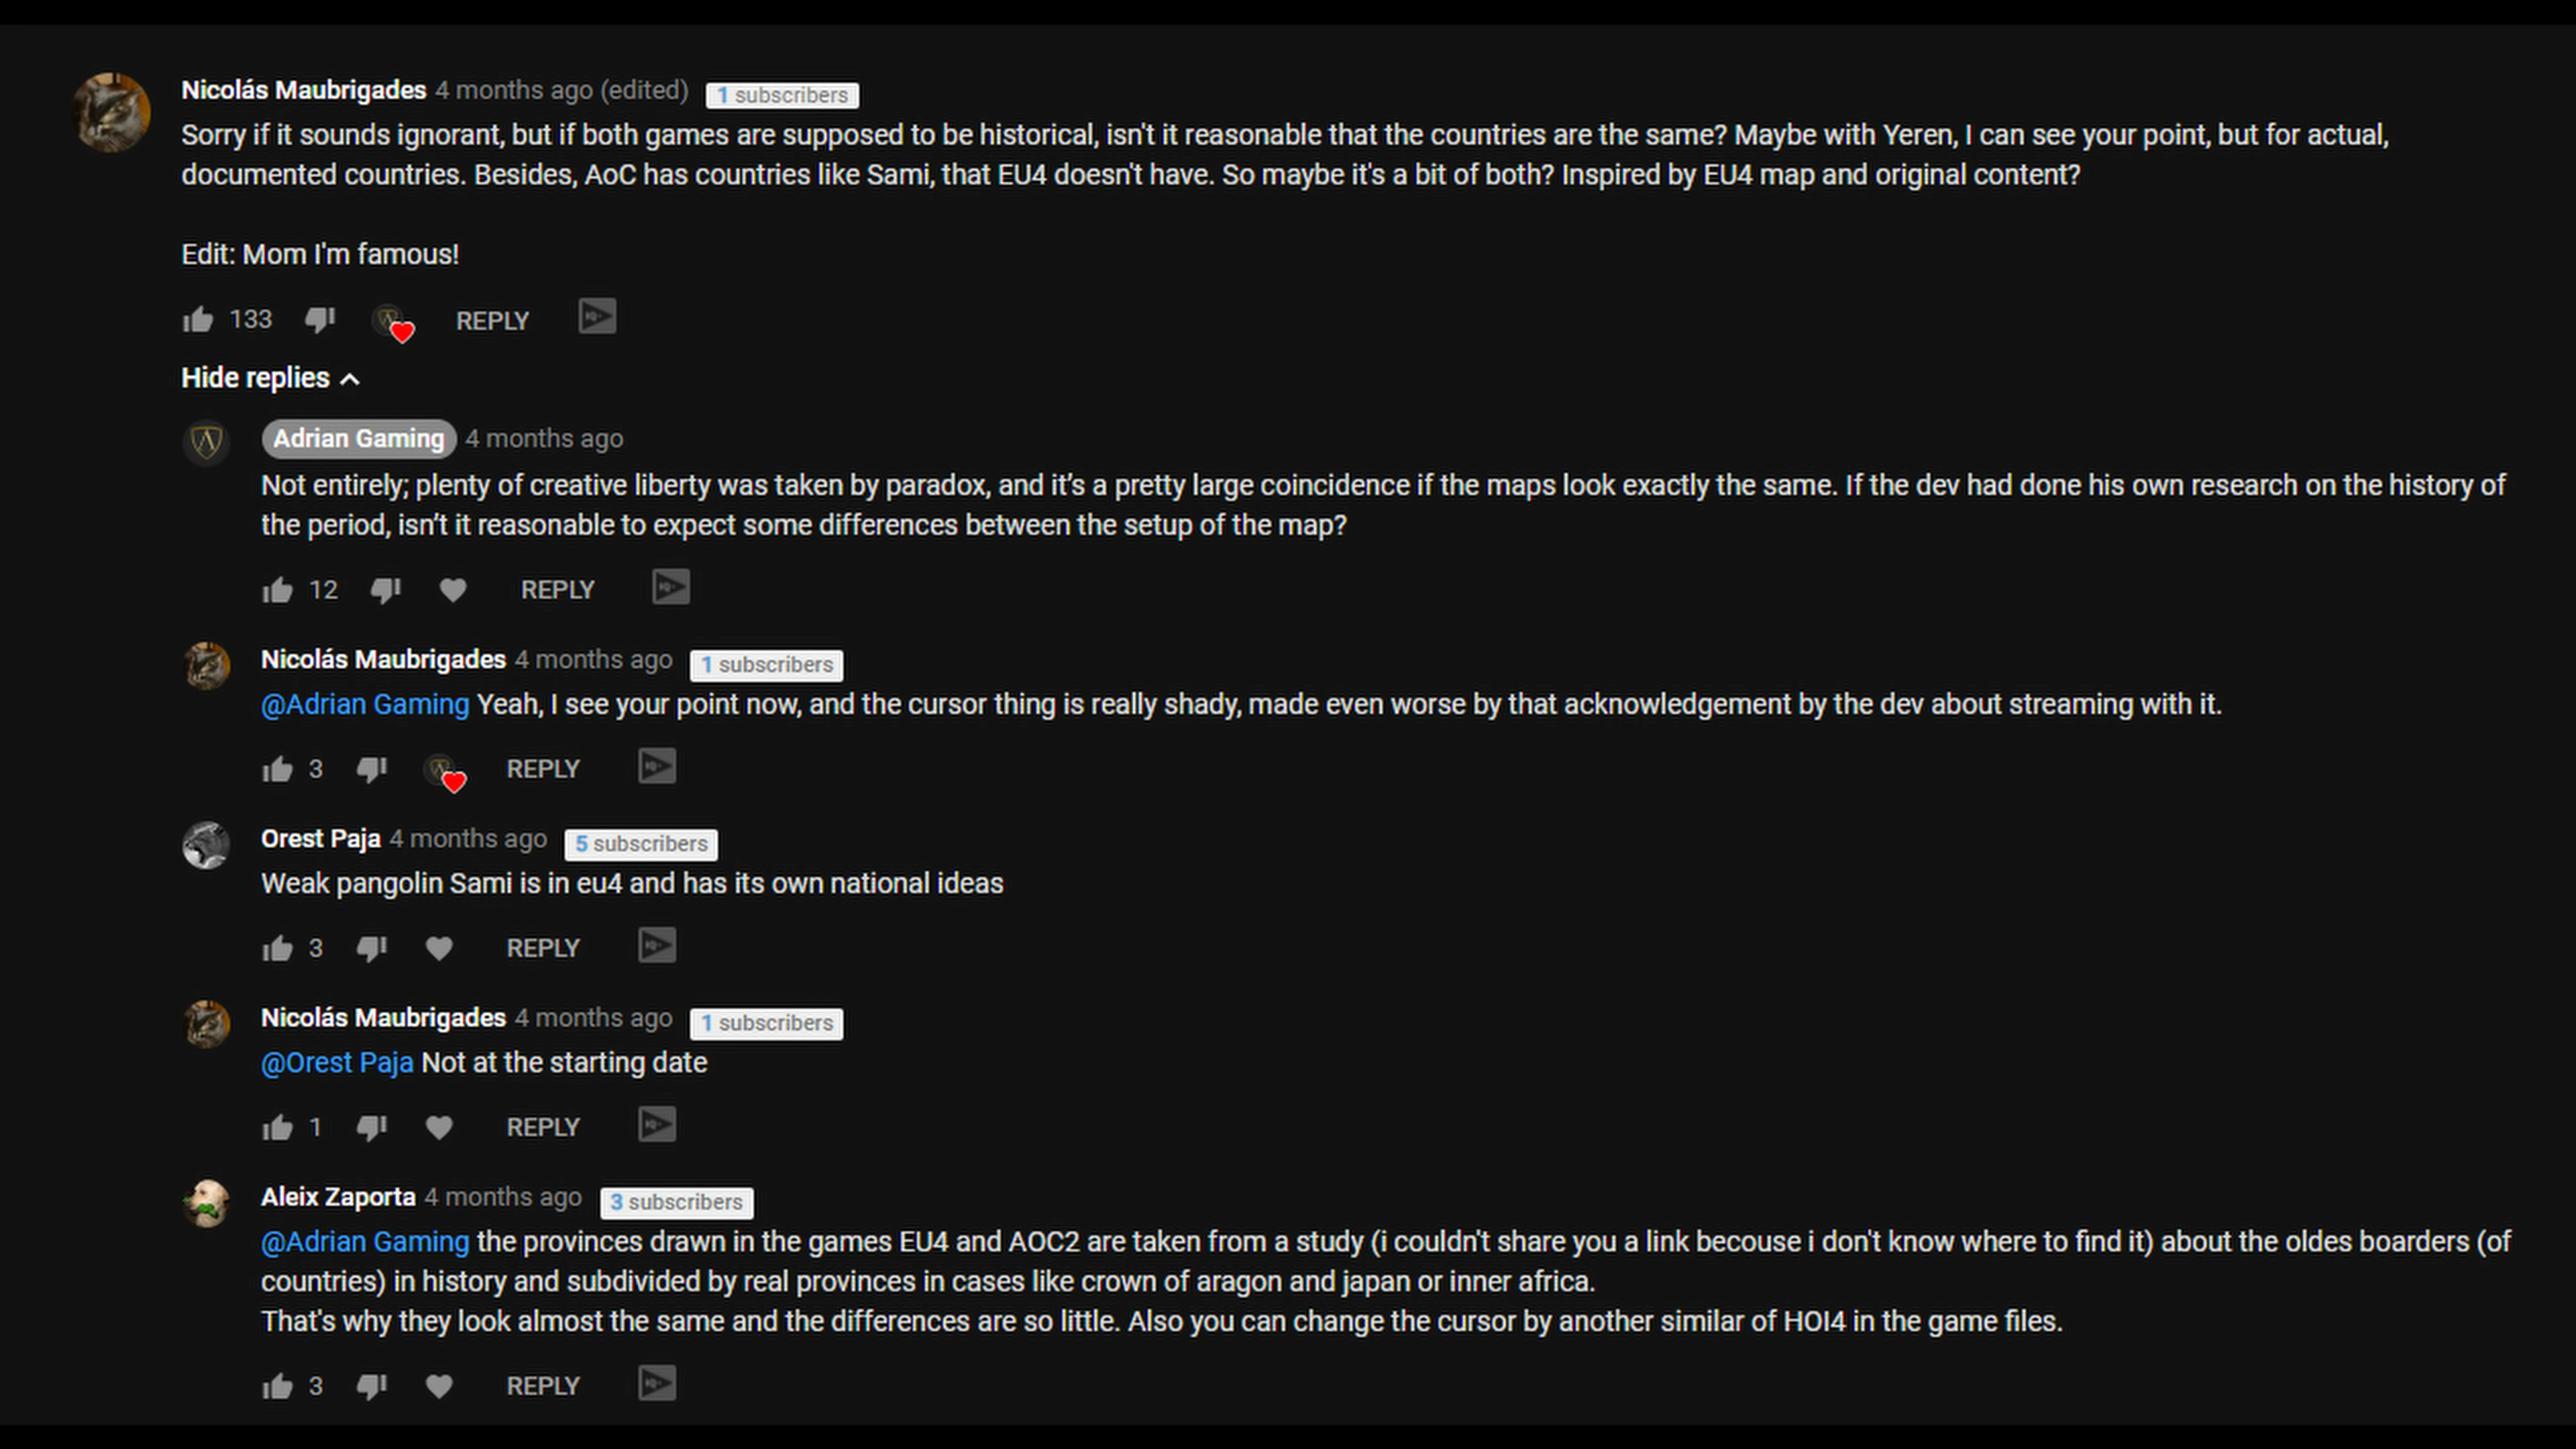 Nicolás Maubrigades 4 months ago (edited) 1 subscribers
Sorry if it sounds ignorant, but if both games are supposed to be historical, isn't it reasonable that the countries are the same? Maybe with Yeren, I can see your point, but for actual,
documented countries. Besides, AoC has countries like Sami, that EU4 doesn't have. So maybe it's a bit of both? Inspired by EU4 map and original content?
Edit: Mom I'm famous!
133 REPLY
Hide replies
Adrian Gaming 4 months ago
Not entirely; plenty of creative liberty was taken by paradox, and it’s a pretty large coincidence if the maps look exactly the same. If the dev had done his own research on the history of
the period, isn’t it reasonable to expect some differences between the setup of the map?
12 REPLY
Nicolás Maubrigades 4 months ago 1 subscribers
@Adrian Gaming Yeah, I see your point now, and the cursor thing is really shady, made even worse by that acknowledgement by the dev about streaming with it.
3 REPLY
Orest Paja 4 months ago 5 subscribers
Weak pangolin Sami is in eu4 and has its own national ideas
3 REPLY
Nicolás Maubrigades 4 months ago 1 subscribers
@Orest Paja Not at the starting date
1 REPLY
Aleix Zaporta 4 months ago 3 subscribers
@Adrian Gaming the provinces drawn in the games EU4 and AOC2 are taken from a study (i couldn't share you a link becouse i don't know where to find it) about the oldes boarders (of
countries) in history and subdivided by real provinces in cases like crown of aragon and japan or inner africa.
That's why they look almost the same and the differences are so little. Also you can change the cursor by another similar of HOI4 in the game files.
3 REPLY